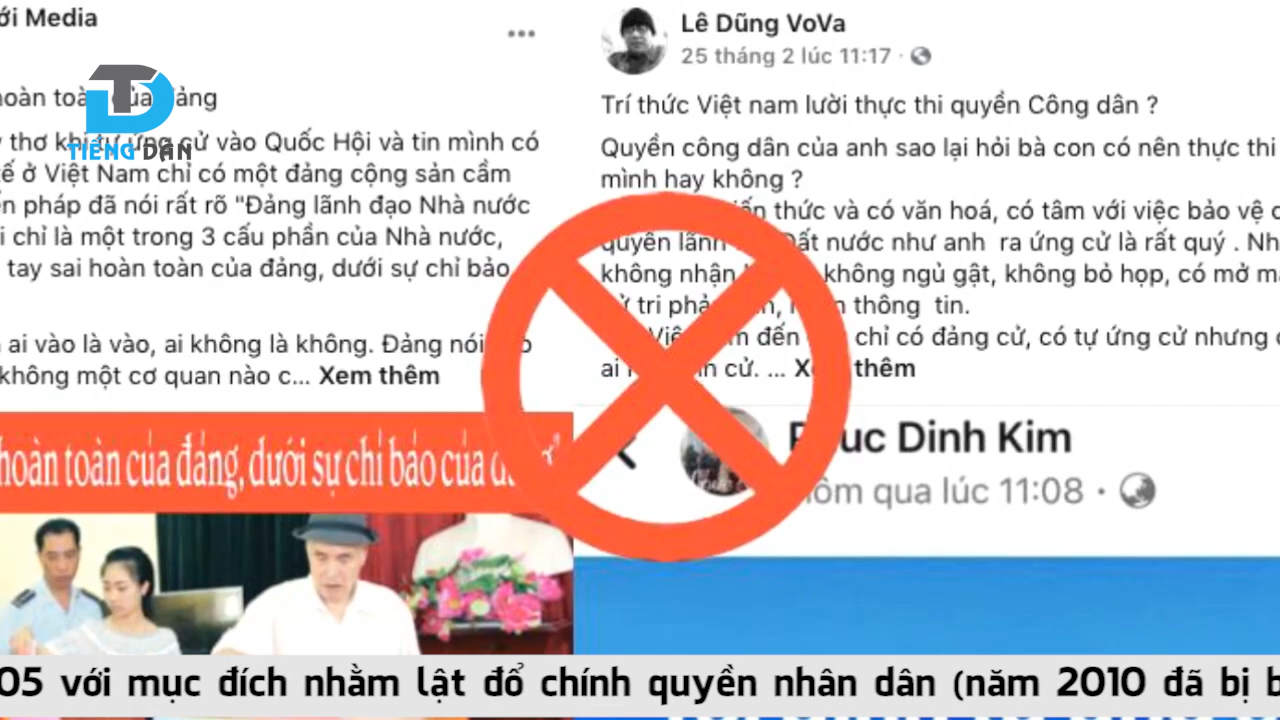 ới Media
Lê Dũng VoVa
25 tháng 2 lúc 11:17
TIẾNG DÂN
hoàn toàn của đảng
thơ khi tự ứng cử vào Quốc Hội và tin mình có
ế ở Việt Nam chỉ có một đảng cộng sản cầm
ến pháp đã nói rất rõ "Đảng lãnh đạo Nhà nước
i chỉ là một trong 3 cấu phần của Nhà nước,
tay sai hoàn toàn của đảng, dưới sự chỉ bảo
ai vào là vào, ai không là không. Đảng nói
không một cơ quan nào c... Xem thêm
hoàn toàn của đảng, dưới sự chỉ bảo của
Trí thức Việt nam lười thực thi quyền Công dân ?
Quyền công dân của anh sao lại hỏi bà con có nên thực thi
mình hay không ?
thức và có văn hoá, có tâm với việc bảo vệ
quyền lãnh Đất nước như anh ra ứng cử là rất quý . Nh
không nhận không ngủ gật, không bỏ họp, có mở
tri thông tin.
đến chỉ có đảng cử, có tự ứng cử nhưng
ai cử. ... Xem thêm
Phuc Dinh Kim
hôm qua lúc 11:08
05 với mục đích nhằm lật đổ chính quyền nhân dân (năm 2010 đã bị b